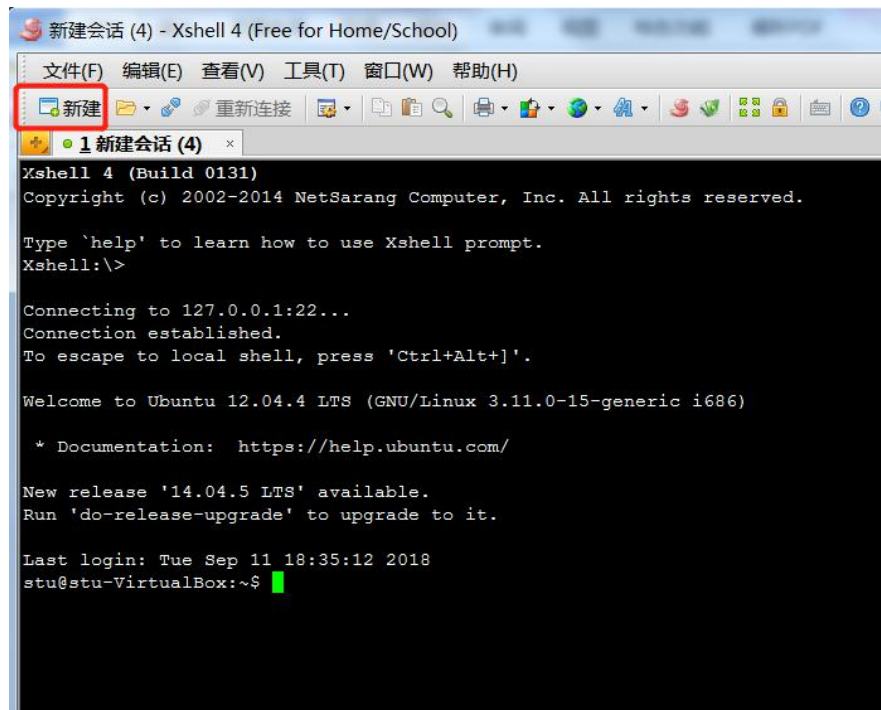 新建会话 (4) - Xshell 4 (Free for Home/School)
文件(F) 编辑(E) 查看(V) 工具(T) 窗口(W) 帮助(H)
新建 重新连接
1 新建会话 (4) ×
Xshell 4 (Build 0131)
Copyright (c) 2002-2014 NetSarang Computer, Inc. All rights reserved.
Type `help' to learn how to use Xshell prompt.
Xshell:\>
Connecting to 127.0.0.1:22...
Connection established.
To escape to local shell, press 'Ctrl+Alt+]'.
Welcome to Ubuntu 12.04.4 LTS (GNU/Linux 3.11.0-15-generic i686)
* Documentation:  https://help.ubuntu.com/
New release '14.04.5 LTS' available.
Run 'do-release-upgrade' to upgrade to it.
Last login: Tue Sep 11 18:35:12 2018
stu@stu-VirtualBox:~$